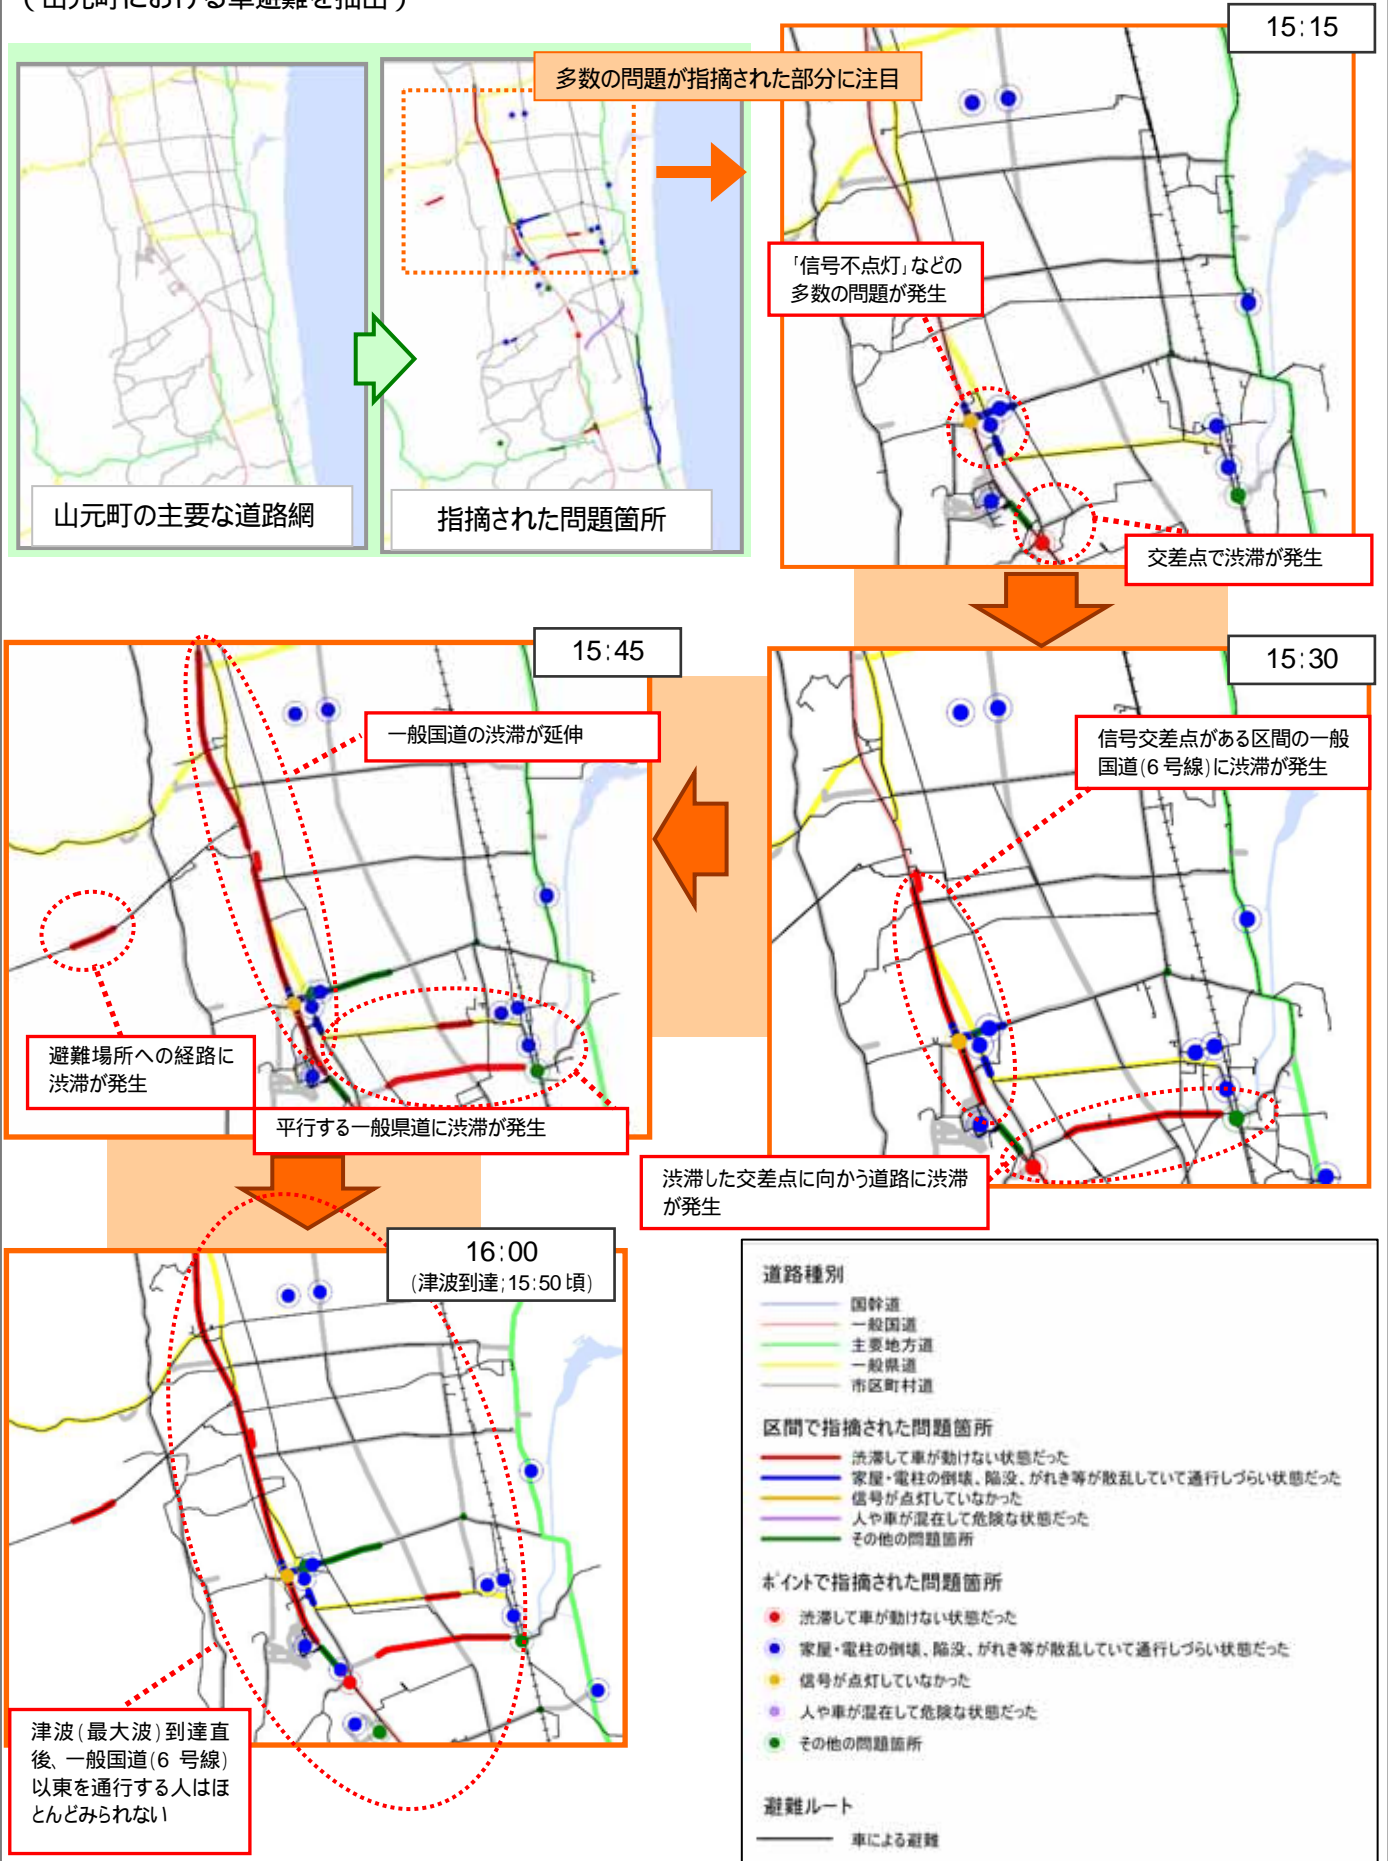 (山元町における車避難を抽出)
多数の問題が指摘された部分に注目
山元町の主要な道路網
指摘された問題箇所
15:15
「信号不点灯」などの
多数の問題が発生
交差点で渋滞が発生
15:30
信号交差点がある区間の一般
国道(6号線)に渋滞が発生
渋滞した交差点に向かう道路に渋滞
が発生
15:45
一般国道の渋滞が延伸
避難場所への経路に
渋滞が発生
平行する一般県道に渋滞が発生
16:00
(津波到達;15:50頃)
津波(最大波)到達直
後、一般国道(6 号線)
以東を通行する人はほ
とんどみられない
道路種別
国幹道
一般国道
主要地方道
一般県道
市区町村道
区間で指摘された問題箇所
渋滞して車が動けない状態だった
家屋・電柱の倒壊、陥没、がれき等が散乱していて通行しづらい状態だった
信号が点灯していなかった
人や車が混在して危険な状態だった
その他の問題箇所
ポイントで指摘された問題箇所
渋滞して車が動けない状態だった
家屋・電柱の倒壊、陥没、がれき等が散乱していて通行しづらい状態だった
信号が点灯していなかった
人や車が混在して危険な状態だった
その他の問題箇所
避難ルート
車による避難